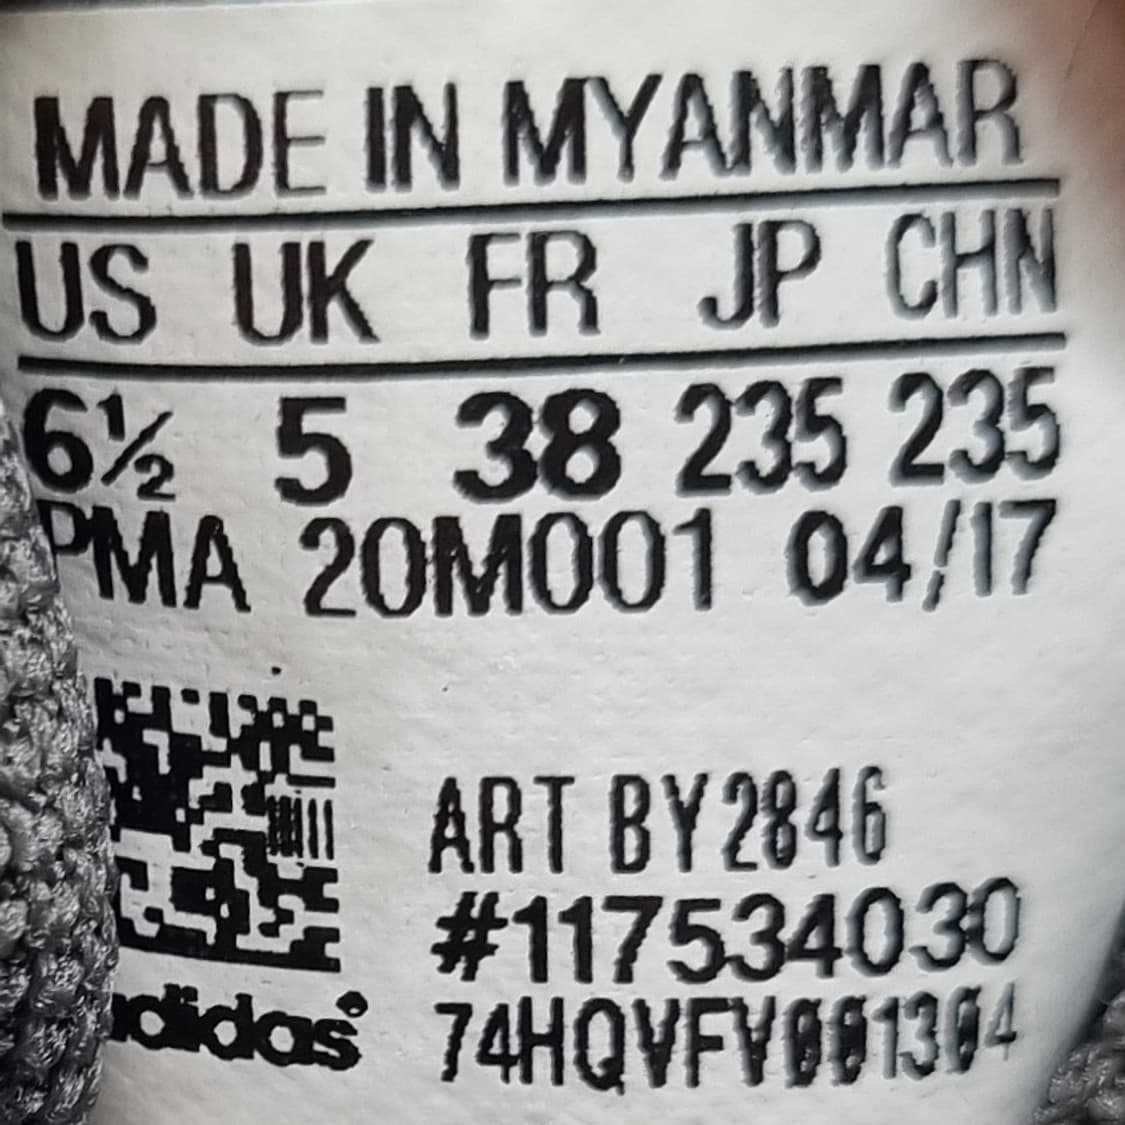 MADE IN MYANMAR
US UK FR JP CHN
6½ 5 38 235 235
PMA 20M001 04/17
ART BY2846
#117534030
adidas®
74HQVFV001304